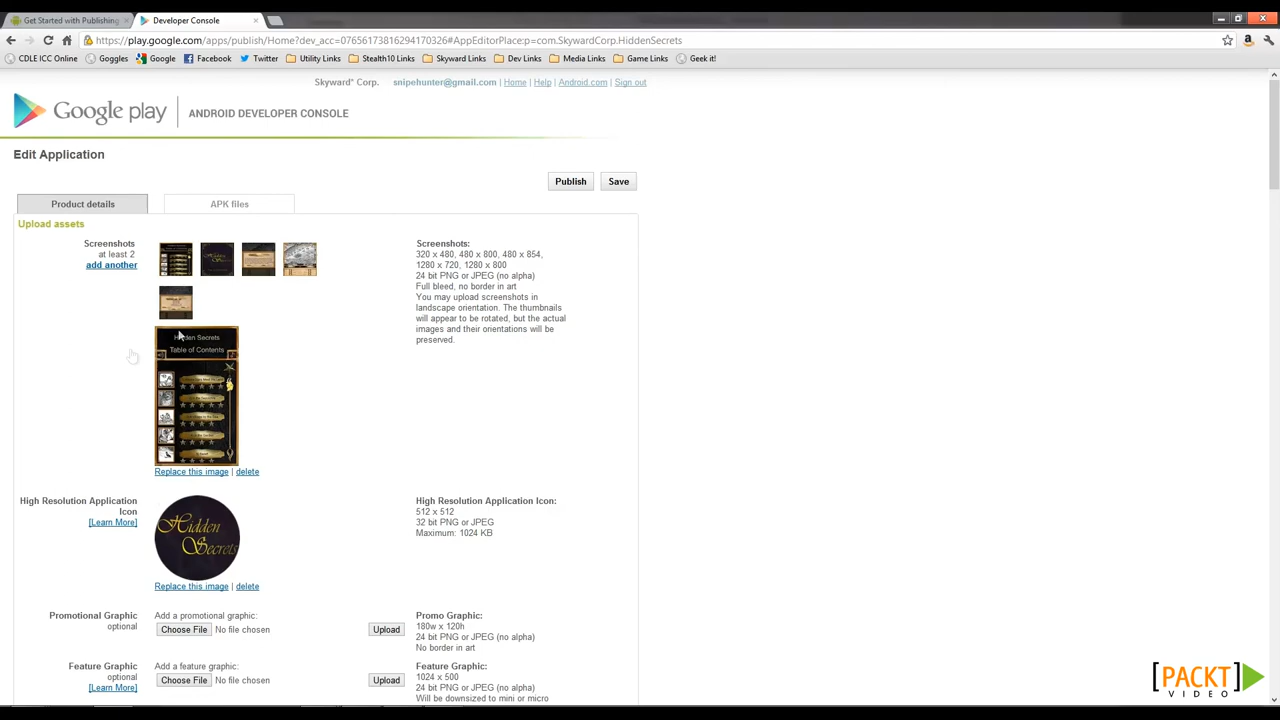 Get Started with Publishing
Developer Console
https://play.google.com/apps/publish/Home?dev_acc=07656173816294170326#AppEditorPlace:p=com.SkywardCorp.HiddenSecrets
CDLE ICC Online
Goggles
Google
Facebook
Twitter
Utility Links
Stealth10 Links
Skyward Links
Dev Links
Media Links
Game Links
Geek it!
Skyward* Corp. snipehunter@gmail.com | Home | Help | Android.com | Sign out
Google play
ANDROID DEVELOPER CONSOLE
Edit Application
Publish
Save
Product details
APK files
Upload assets
Screenshots
at least 2
add another
Hidden Secrets
Table of Contents
Replace this image | delete
Screenshots:
320 x 480, 480 x 800, 480 x 854,
1280 x 720, 1280 x 800
24 bit PNG or JPEG (no alpha)
Full bleed, no border in art
You may upload screenshots in
landscape orientation. The thumbnails
will appear to be rotated, but the actual
images and their orientations will be
preserved.
High Resolution Application
Icon
[Learn More]
Hidden
Secrets
Replace this image | delete
High Resolution Application Icon:
512 x 512
32 bit PNG or JPEG
Maximum: 1024 KB
Promotional Graphic
optional
Add a promotional graphic:
Choose File No file chosen
Upload
Promo Graphic:
180w x 120h
24 bit PNG or JPEG (no alpha)
No border in art
Feature Graphic
optional
[Learn More]
Add a feature graphic:
Choose File No file chosen
Upload
Feature Graphic:
1024 x 500
24 bit PNG or JPEG (no alpha)
Will be downsized to mini or micro
[PACKT]
VIDEO